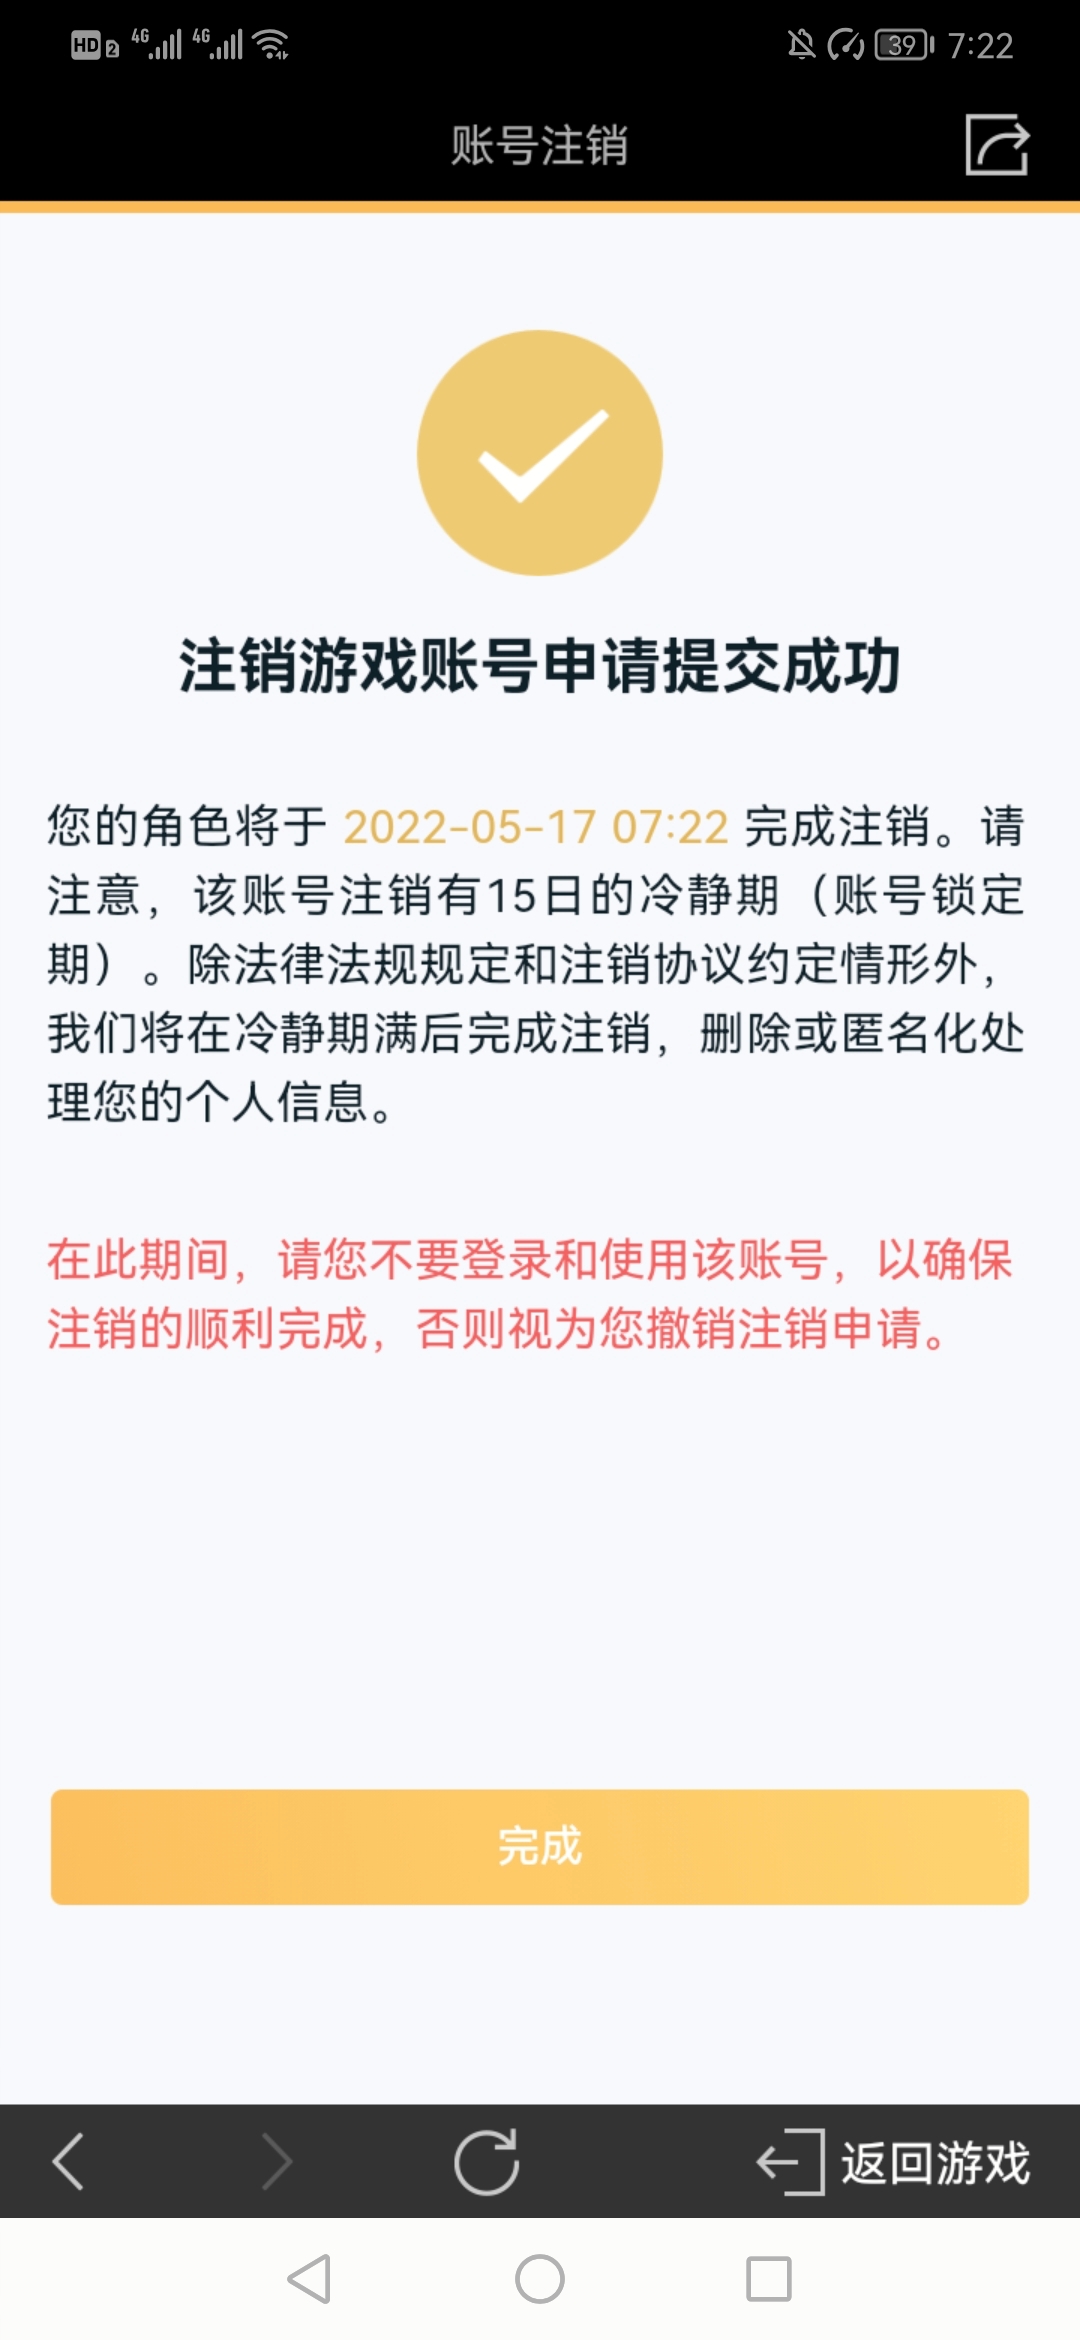 HD 2 4G 4G 39 7:22
账号注销
注销游戏账号申请提交成功
您的角色将于 2022-05-17 07:22 完成注销。请
注意，该账号注销有15日的冷静期（账号锁定
期）。除法律法规规定和注销协议约定情形外，
我们将在冷静期满后完成注销，删除或匿名化处
理您的个人信息。
在此期间，请您不要登录和使用该账号，以确保
注销的顺利完成，否则视为您撤销注销申请。
完成
返回游戏